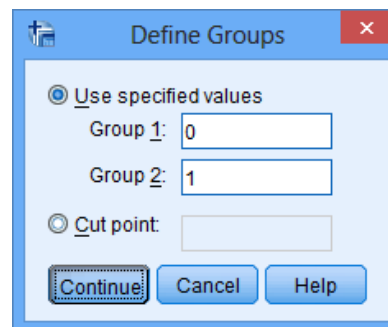 Define Groups
Use specified values
Group 1: 0
Group 2: 1
Cut point:
Continue Cancel Help